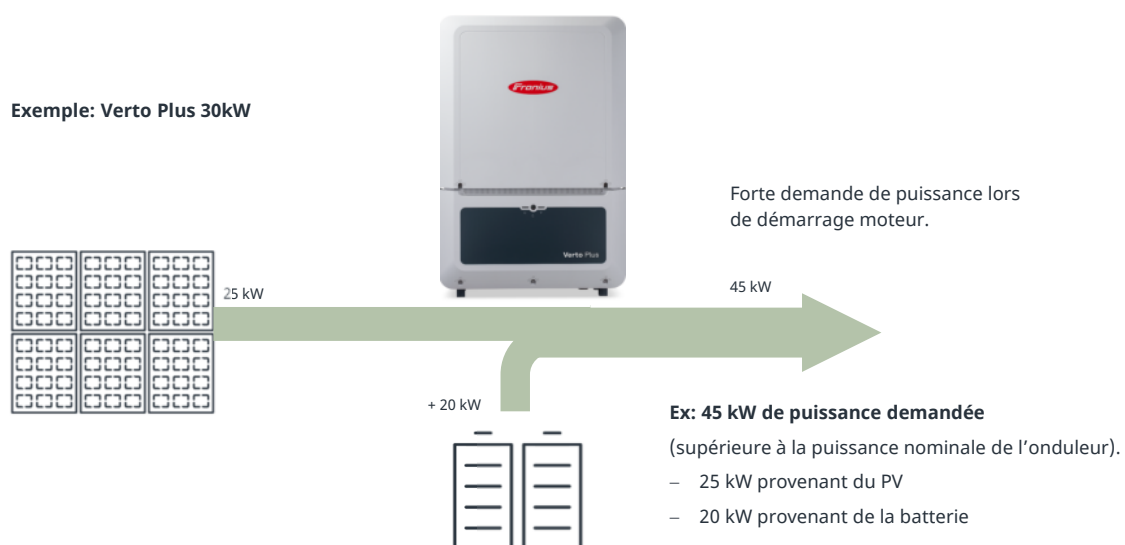 Fronius
Exemple: Verto Plus 30kW
Forte demande de puissance lors
de démarrage moteur.
Verto Plus
25 kW
45 kW
+ 20 kW
Ex: 45 kW de puissance demandée
(supérieure à la puissance nominale de l’onduleur).
– 25 kW provenant du PV
– 20 kW provenant de la batterie